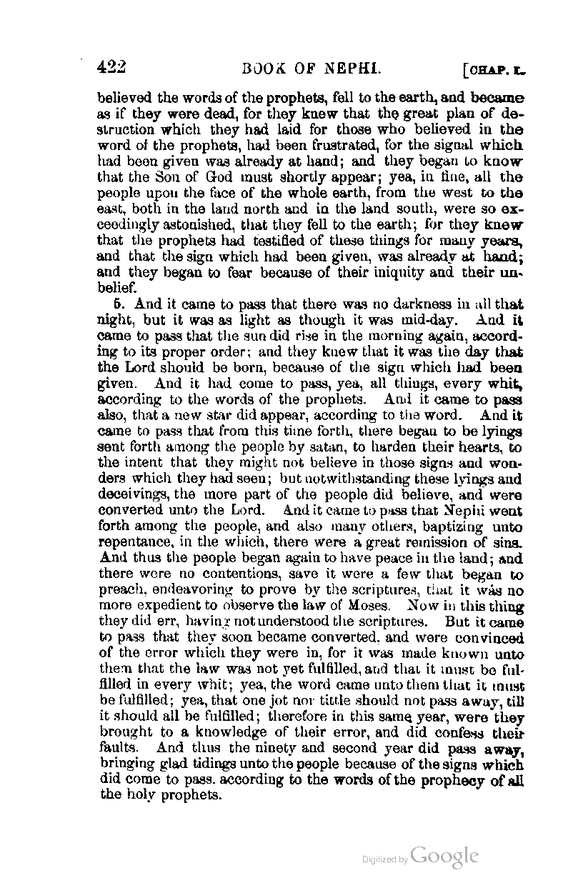 422 BOOK OF NEPHI. [CHAP. I.
believed the words of the prophets, fell to the earth, and became
as if they were dead, for they knew that the great plan of de-
struction which they had laid for those who believed in the
word of the prophets, had been frustrated, for the signal which
had been given was already at hand; and they began to know
that the Son of God must shortly appear; yea, in fine, all the
people upon the face of the whole earth, from the west to the
east, both in the land north and in the land south, were so ex-
ceedingly astonished, that they fell to the earth; for they knew
that the prophets had testified of these things for many years,
and that the sign which had been given, was already at hand;
and they began to fear because of their iniquity and their un-
belief.
5. And it came to pass that there was no darkness in all that
night, but it was as light as though it was mid-day. And it
came to pass that the sun did rise in the morning again, accord-
ing to its proper order; and they knew that it was the day that
the Lord should be born, because of the sign which had been
given. And it had come to pass, yea, all things, every whit,
according to the words of the prophets. And it came to pass
also, that a new star did appear, according to the word. And it
came to pass that from this time forth, there began to be lyings
sent forth among the people by satan, to harden their hearts, to
the intent that they might not believe in those signs and won-
ders which they had seen; but notwithstanding these lyings and
deceivings, the more part of the people did believe, and were
converted unto the Lord. And it came to pass that Nephi went
forth among the people, and also many others, baptizing unto
repentance, in the which, there were a great remission of sins.
And thus the people began again to have peace in the land; and
there were no contentions, save it were a few that began to
preach, endeavoring to prove by the scriptures, that it was no
more expedient to observe the law of Moses. Now in this thing
they did err, having not understood the scriptures. But it came
to pass that they soon became converted, and were convinced
of the error which they were in, for it was made known unto
them that the law was not yet fulfilled, and that it must be ful-
filled in every whit; yea, the word came unto them that it must
be fulfilled; yea, that one jot nor tittle should not pass away, till
it should all be fulfilled; therefore in this same year, were they
brought to a knowledge of their error, and did confess their
faults. And thus the ninety and second year did pass away,
bringing glad tidings unto the people because of the signs which
did come to pass, according to the words of the prophecy of all
the holy prophets.
Digitized by Google